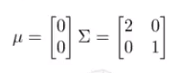 μ = [0 0] Σ = [2 0
0 1]